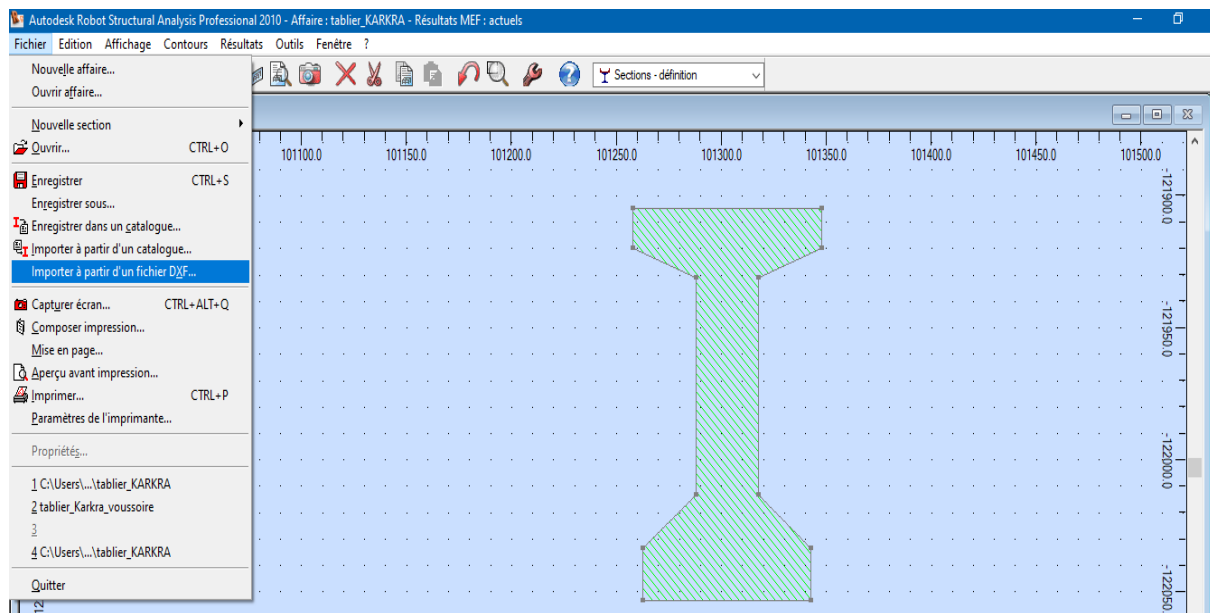 Autodesk Robot Structural Analysis Professional 2010 - Affaire : tablier_KARKRA - Résultats MEF : actuels
Fichier Edition Affichage Contours Résultats Outils Fenêtre ?
Nouvelle affaire...
Ouvrir affaire...
Sections - définition
Nouvelle section
Ouvrir... CTRL+O
101100.0 101150.0 101200.0 101250.0 101300.0 101350.0 101400.0 101450.0 101500.0
Enregistrer CTRL+S
Enregistrer sous...
Enregistrer dans un catalogue...
Importer à partir d'un catalogue...
Importer à partir d'un fichier DXF...
Capturer écran... CTRL+ALT+Q
Composer impression...
Mise en page...
Aperçu avant impression...
Imprimer... CTRL+P
Paramètres de l'imprimante...
Propriétés...
1 C:\Users\...\tablier_KARKRA
2 tablier_Karkra_voussoire
3
4 C:\Users\...\tablier_KARKRA
Quitter
-121900.0
-121950.0
-122000.0
-122050.0